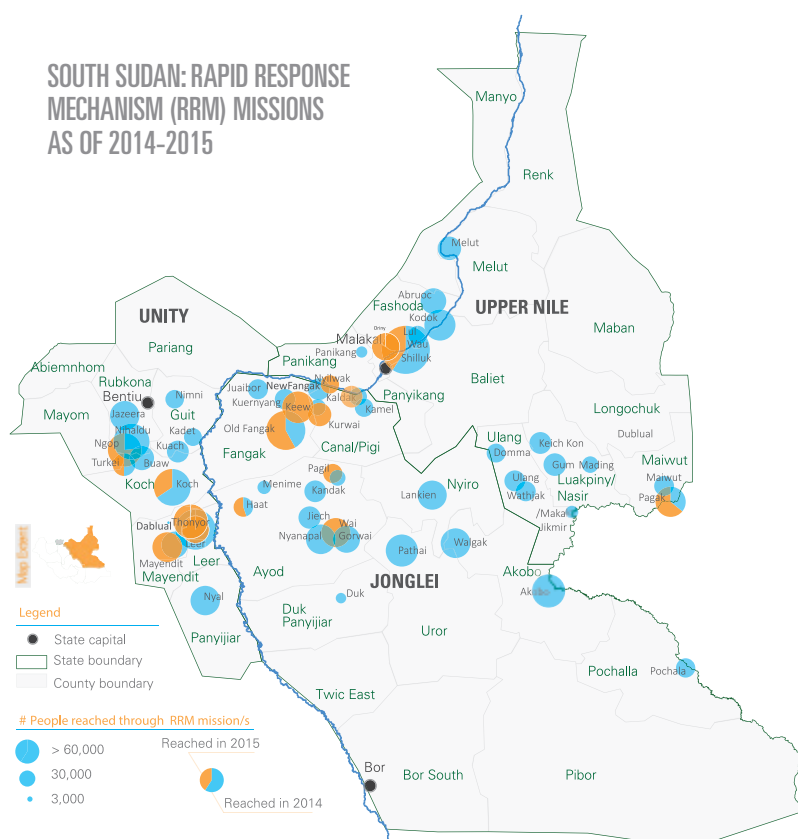 SOUTH SUDAN: RAPID RESPONSE
MECHANISM (RRM) MISSIONS
AS OF 2014-2015
Manyo
Renk
Melut
Melut
Abruoc
Fashoda
Kodok
UPPER NILE
UNITY
Maban
Lul
Malakal
Wau
Panikang
Shilluk
Pariang
Panikang
Abiemnhom
Rubkona
Bentiu
Nyilwak
Baliet
Juaibor
NewFangak
Panyikang
Nimni
Kaldak
Kuernyang
Keew
Kamel
Mayom
Jazeera
Guit
Longochuk
Old Fangak
Kurwai
Nhialdu
Kadet
Dublual
Ngop
Kuach
Fangak
Canal/Pigi
Ulang
Keich Kon
Domma
Turkei
Buaw
Gum
Mading
Maiwut
Pagil
Koch
Koch
Menime
Kandak
Nyiro
Ulang
Luakpiny/
Nasir
Maiwut
Lankien
Wathjak
Pagak
Haat
Jiech
/Makak
Jikmir
Dablual
Thonyor
Wai
Nyanapal
Gorwai
Walgak
Leer
Pathai
Mayendit
Leer
Mayendit
Ayod
JONGLEI
Akobo
Akobo
Nyal
Duk
Duk
Panyijiar
Panyijiar
Uror
Pochalla
Pochala
Twic East
Bor
Bor South
Pibor
Map Extent
Legend
State capital
State boundary
County boundary
# People reached through RRM mission/s
> 60,000
30,000
3,000
Reached in 2015
Reached in 2014